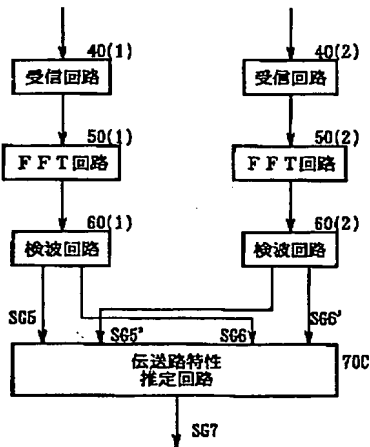 40(1) 40(2)
受信回路 受信回路
50(1) 50(2)
FFT回路 FFT回路
60(1) 60(2)
検波回路 検波回路
SG5 SG5' SG6 SG6'
伝送路特性 70C
推定回路
SG7